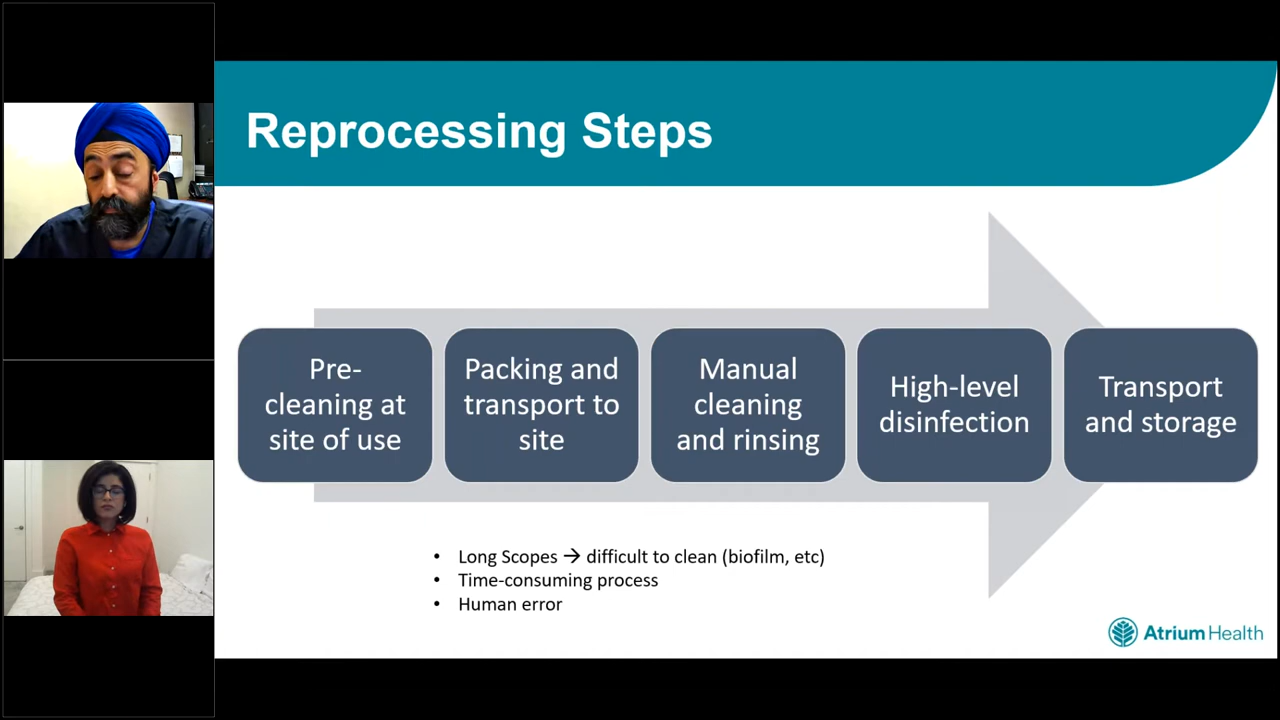 Reprocessing Steps
Pre-
cleaning at
site of use
Packing and
transport to
site
Manual
cleaning
and rinsing
High-level
disinfection
Transport
and storage
• Long Scopes → difficult to clean (biofilm, etc)
• Time-consuming process
• Human error
Atrium Health